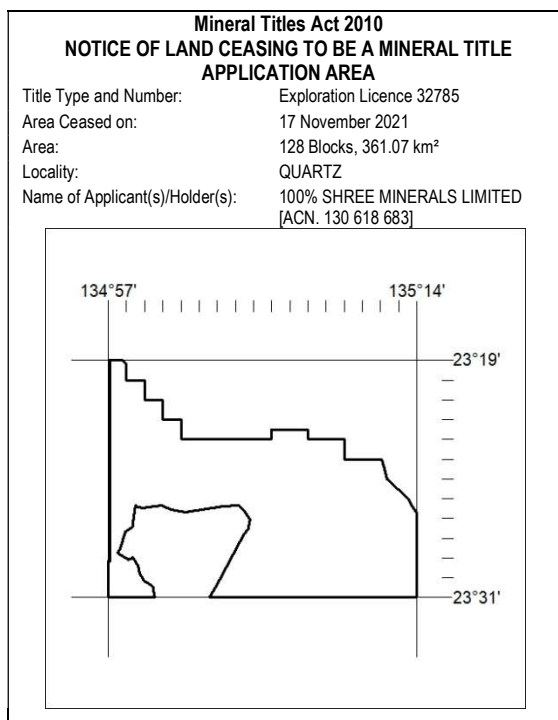 Mineral Titles Act 2010
NOTICE OF LAND CEASING TO BE A MINERAL TITLE
APPLICATION AREA
Title Type and Number: Exploration Licence 32785
Area Ceased on: 17 November 2021
Area: 128 Blocks, 361.07 km²
Locality: QUARTZ
Name of Applicant(s)/Holder(s): 100% SHREE MINERALS LIMITED
[ACN. 130 618 683]
134°57' 135°14'
23°19'
23°31'